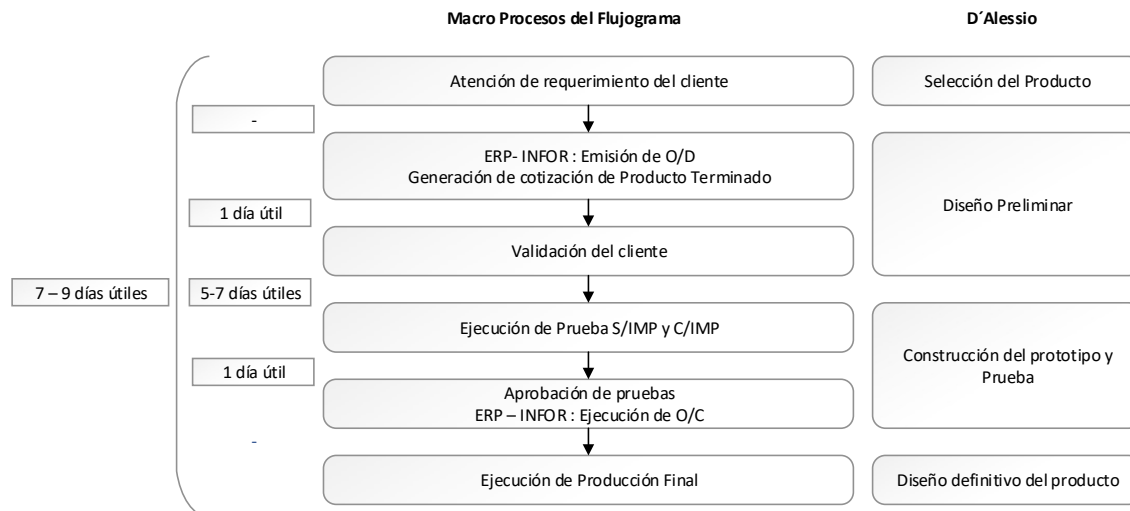 Macro Procesos del Flujograma
D´Alessio
Atención de requerimiento del cliente
Selección del Producto
-
ERP- INFOR : Emisión de O/D
Generación de cotización de Producto Terminado
Diseño Preliminar
1 día útil
Validación del cliente
7 – 9 días útiles
5-7 días útiles
Ejecución de Prueba S/IMP y C/IMP
Construcción del prototipo y
Prueba
1 día útil
Aprobación de pruebas
ERP – INFOR : Ejecución de O/C
-
Ejecución de Producción Final
Diseño definitivo del producto